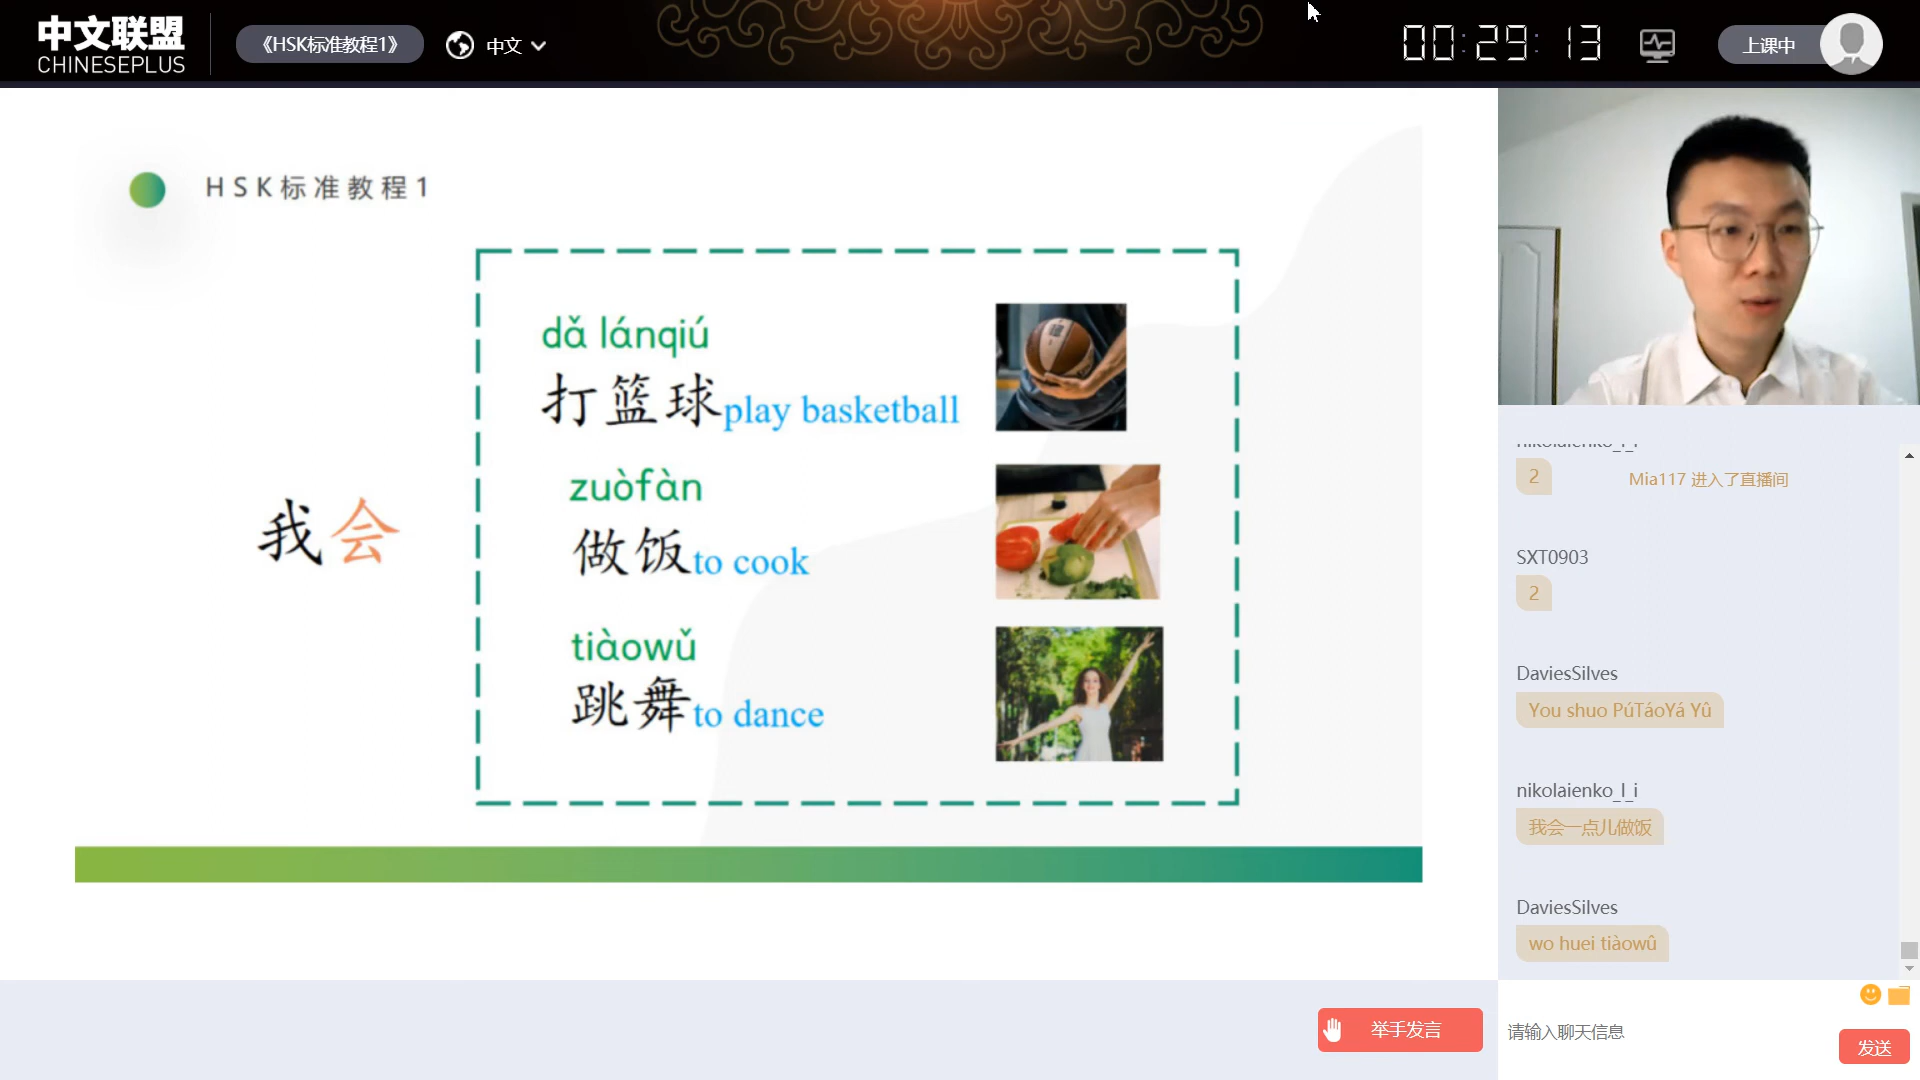 中文联盟
CHINESEPLUS
《HSK标准教程1》
中文
00:29:13
上课中
HSK标准教程1
dǎ lánqiú
打篮球play basketball
zuòfàn
我会
做饭to cook
tiàowǔ
跳舞to dance
nikolaienko_l_i
2
Mia117 进入了直播间
SXT0903
2
DaviesSilves
You shuo PúTáoYá Yû
nikolaienko_l_i
我会一点儿做饭
DaviesSilves
wo huei tiàowû
举手发言
请输入聊天信息
发送